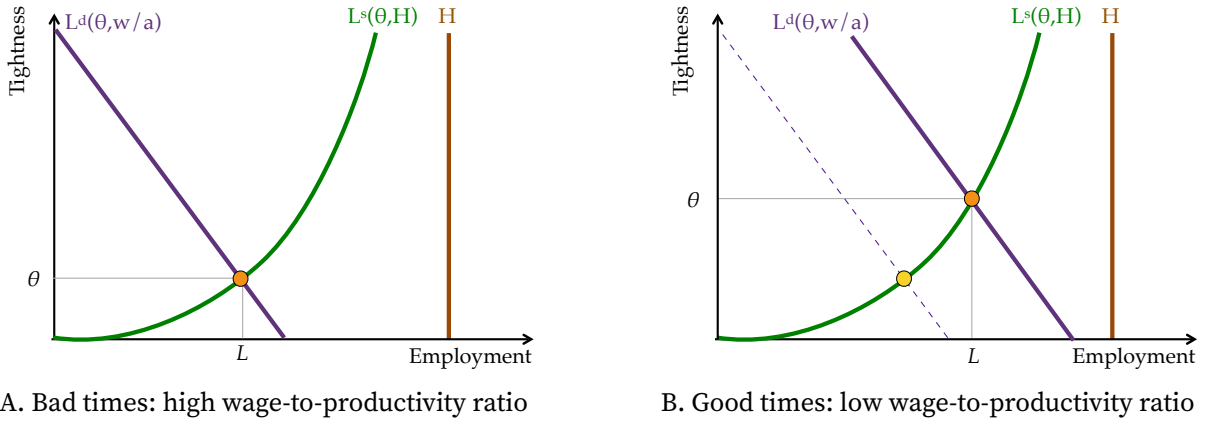 Tightness
Lᵈ(θ,w/a)
Lˢ(θ,H)
H
θ
L
Employment
A. Bad times: high wage-to-productivity ratio
Tightness
Lᵈ(θ,w/a)
Lˢ(θ,H)
H
θ
L
Employment
B. Good times: low wage-to-productivity ratio